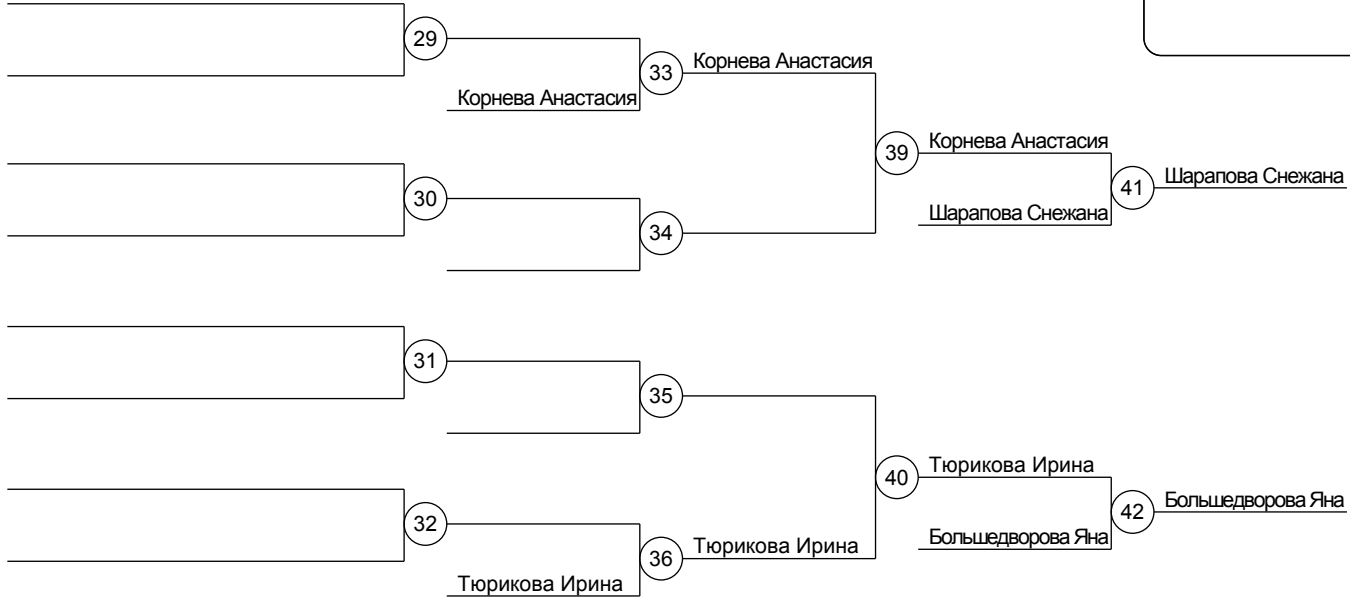 29
33
Корнева Анастасия
Корнева Анастасия
39
Корнева Анастасия
30
41
Шарапова Снежана
Шарапова Снежана
34
31
35
40
Тюрикова Ирина
42
Большедворова Яна
32
Большедворова Яна
36
Тюрикова Ирина
Тюрикова Ирина